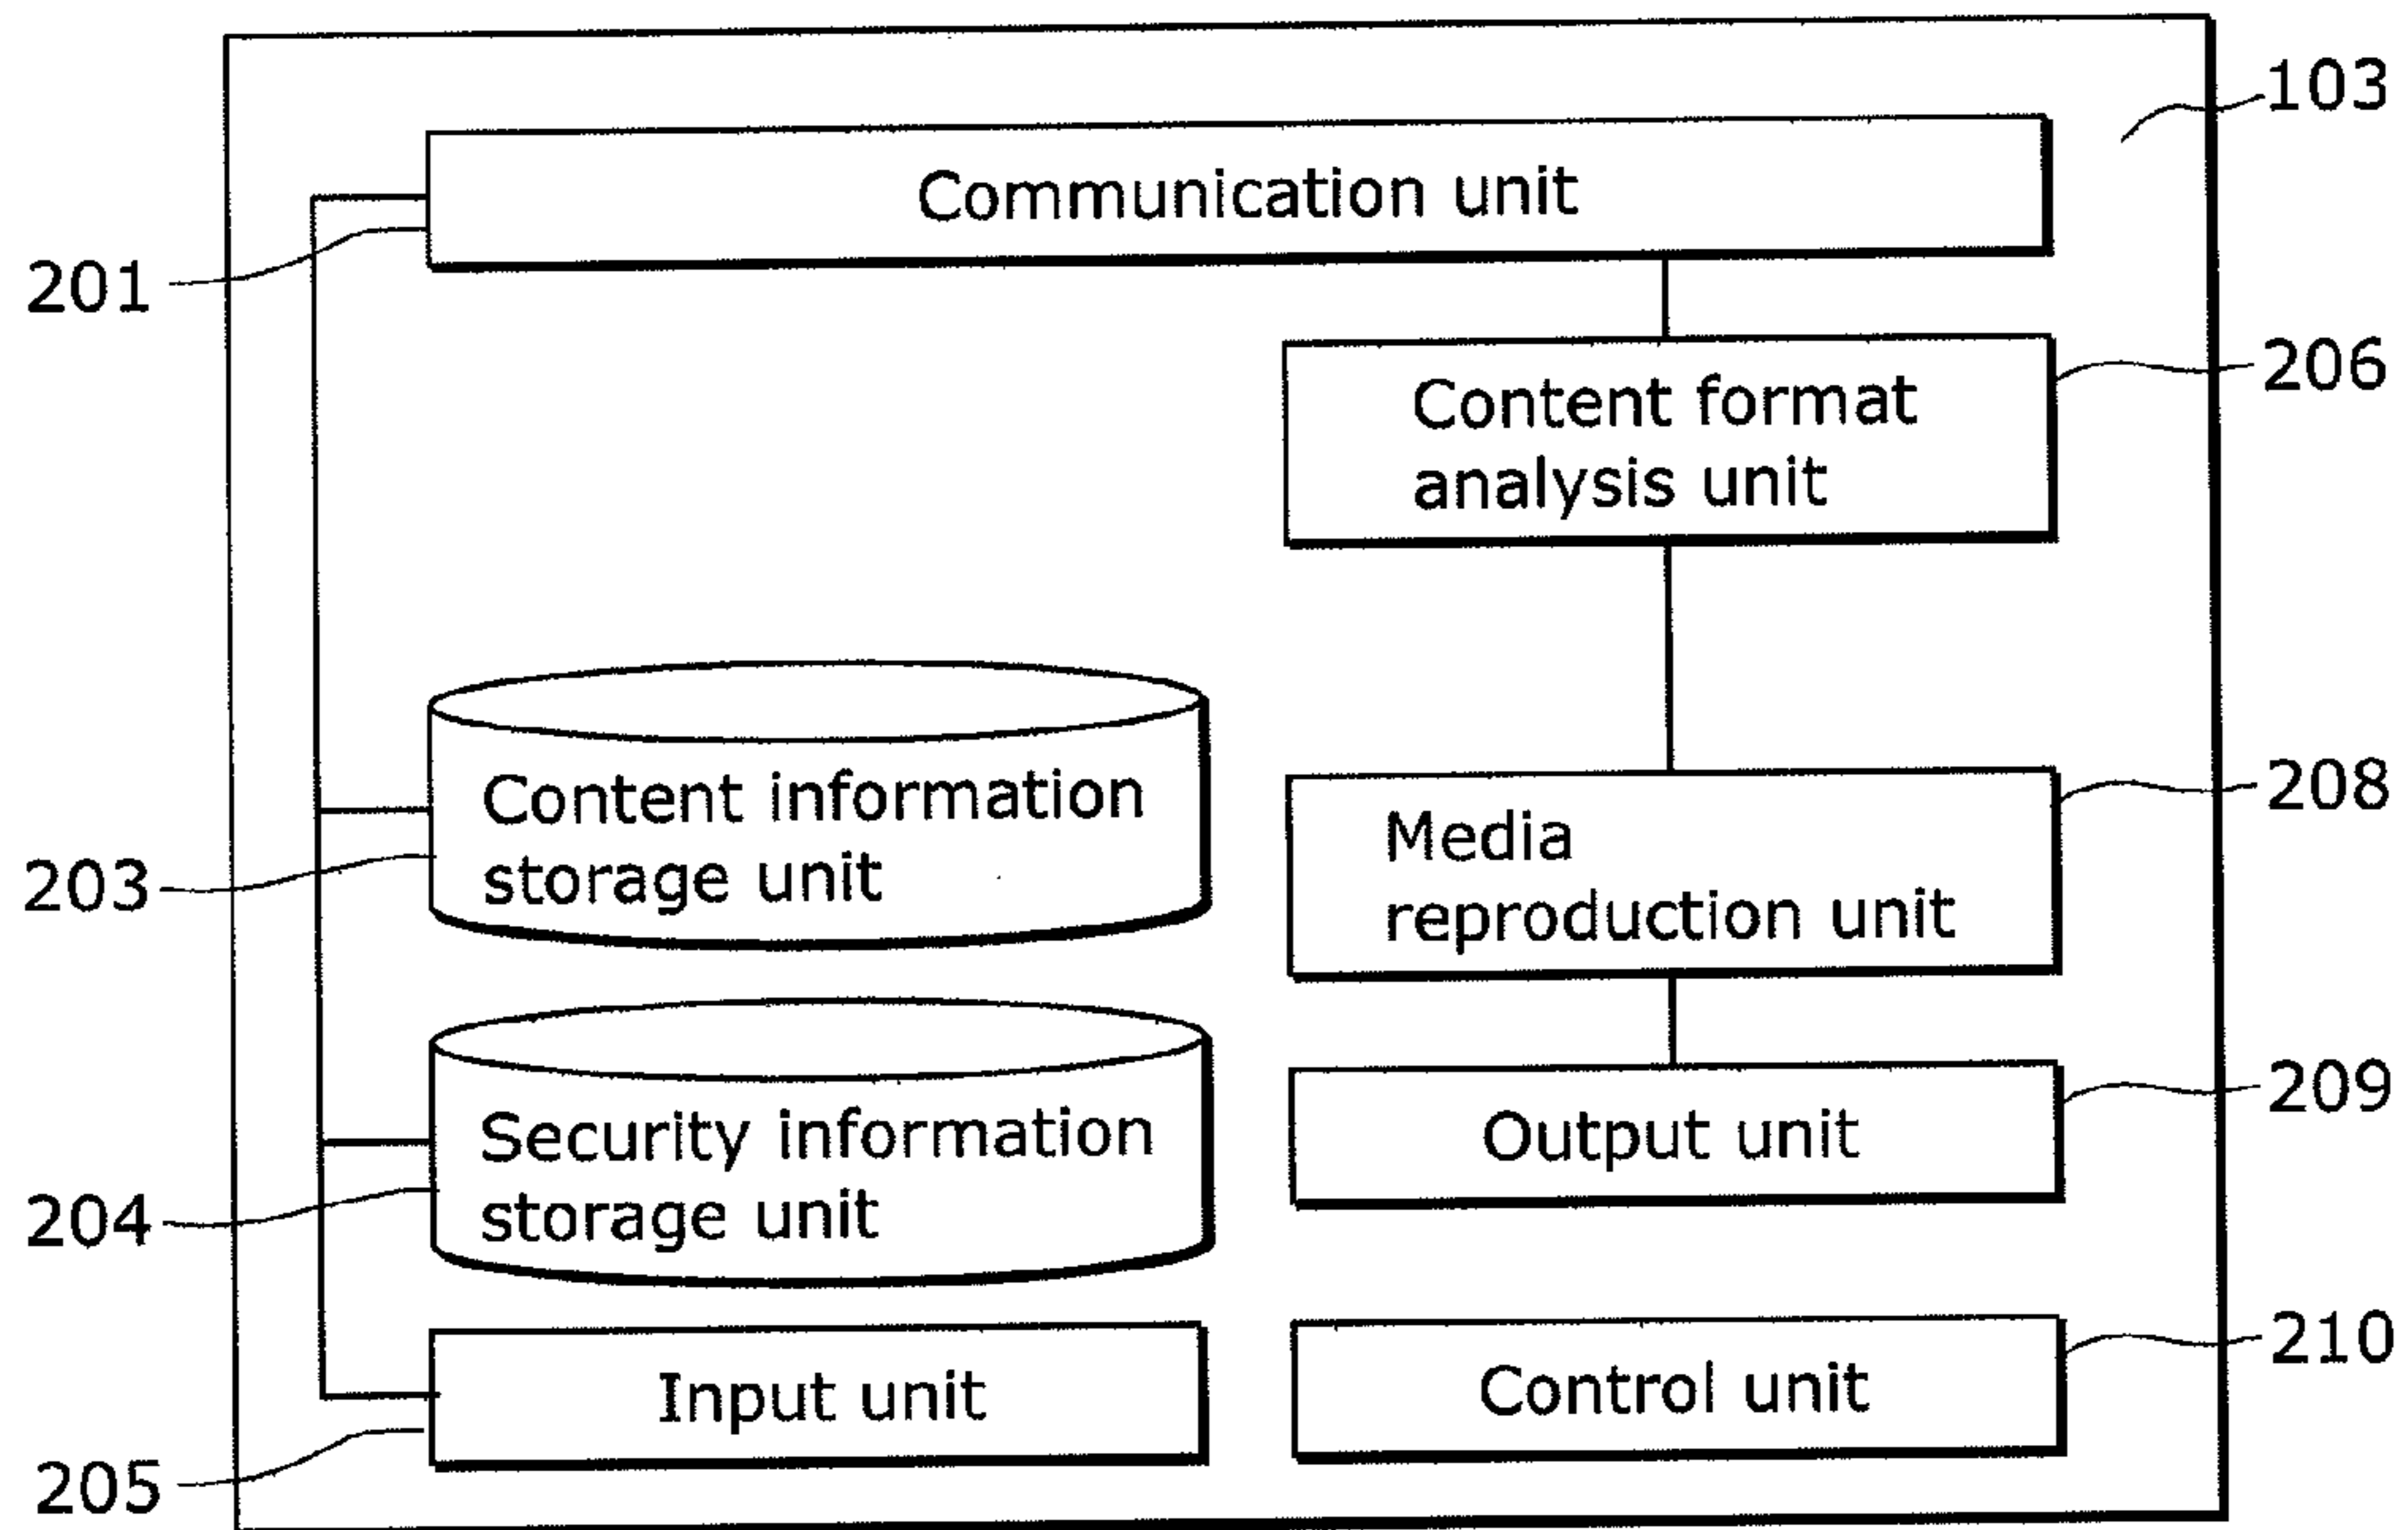 103
Communication unit
201
Content format
analysis unit
206
Content information
storage unit
203
Media
reproduction unit
208
Security information
storage unit
204
Output unit
209
Input unit
205
Control unit
210